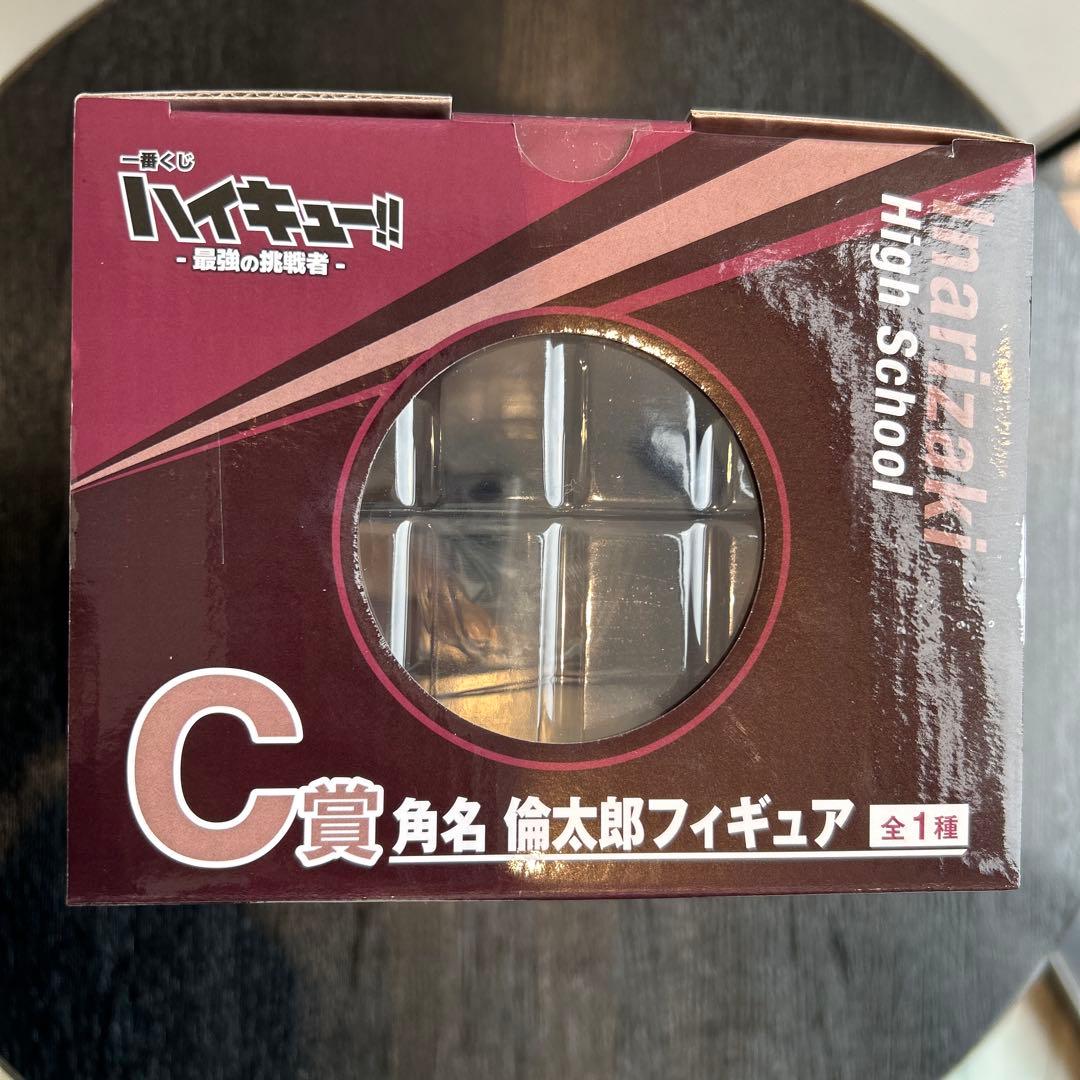 一番くじ
ハイキュー!!
- 最強の挑戦者 -
Inarizaki
High School
C賞 角名 倫太郎フィギュア 全1種